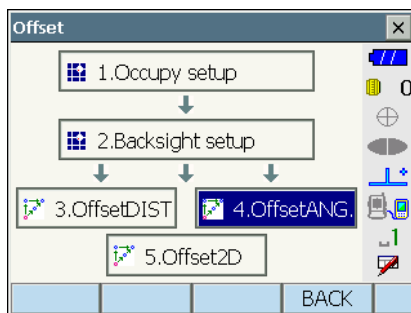 Offset
1.Occupy setup
0
2.Backsight setup
3.OffsetDIST
4.OffsetANG.
1
5.Offset2D
BACK